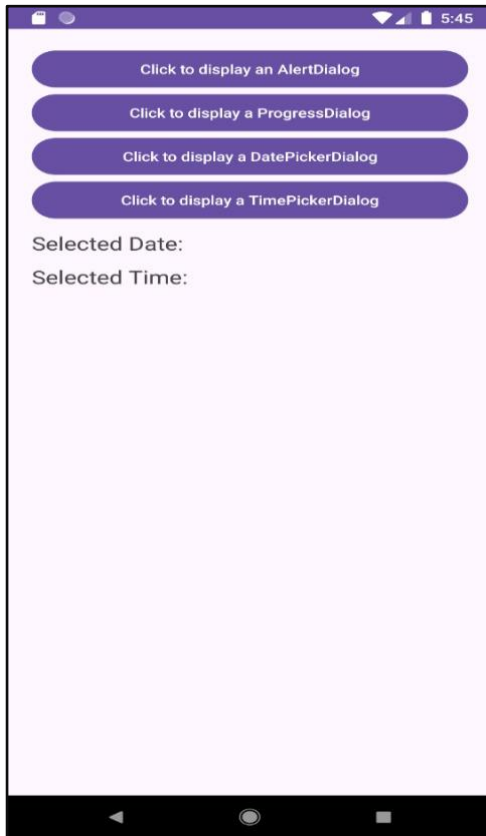 5:45
Click to display an AlertDialog
Click to display a ProgressDialog
Click to display a DatePickerDialog
Click to display a TimePickerDialog
Selected Date:
Selected Time: